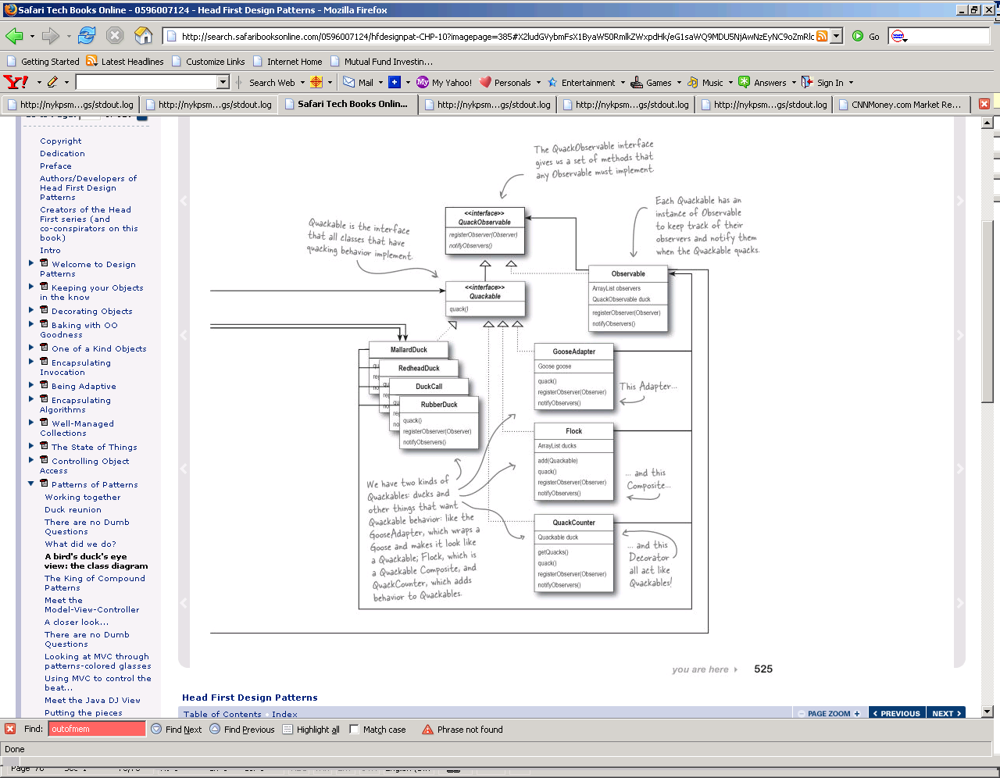 Safari Tech Books Online - 0596007124 - Head First Design Patterns - Mozilla Firefox
http://search.safaribooksonline.com/0596007124/hfdesignpat-CHP-10?imagepage=385#X2ludGVybmFsX1ByaW50RmlkZWxpdHk/eG1saWQ9MDU5NjAwNzEyNC9oZmRlc
Go
Getting Started
Latest Headlines
Customize Links
Internet Home
Mutual Fund Investin...
Y!
Search Web
Mail
My Yahoo!
Personals
Entertainment
Games
Music
Answers
Sign In
http://nykpsm...gs/stdout.log
http://nykpsm...gs/stdout.log
Safari Tech Books Onlin...
http://nykpsm...gs/stdout.log
http://nykpsm...gs/stdout.log
http://nykpsm...gs/stdout.log
CNNMoney.com Market Re...
Copyright
Dedication
Preface
Authors/Developers of
Head First Design
Patterns
Creators of the Head
First series (and
co-conspirators on this
book)
Intro
Welcome to Design
Patterns
Keeping your Objects
in the know
Decorating Objects
Baking with OO
Goodness
One of a Kind Objects
Encapsulating
Invocation
Being Adaptive
Encapsulating
Algorithms
Well-Managed
Collections
The State of Things
Controlling Object
Access
Patterns of Patterns
Working together
Duck reunion
There are no Dumb
Questions
What did we do?
A bird's duck's eye
view: the class diagram
The King of Compound
Patterns
Meet the
Model-View-Controller
A closer look...
There are no Dumb
Questions
Looking at MVC through
patterns-colored glasses
Using MVC to control the
beat...
Meet the Java DJ View
Putting the pieces
The QuackObservable interface
gives us a set of methods that
any Observable must implement.
Each Quackable has an
instance of Observable
to keep track of their
observers and notify them
when the Quackable quacks.
Quackable is the interface
that all classes that have
quacking behavior implement.
<<interface>>
QuackObservable
registerObserver(Observer)
notifyObservers()
<<interface>>
Quackable
quack()
Observable
ArrayList observers
QuackObservable duck
registerObserver(Observer)
notifyObservers()
MallardDuck
RedheadDuck
DuckCall
RubberDuck
quack()
registerObserver(Observer)
notifyObservers()
GooseAdapter
Goose goose
quack()
registerObserver(Observer)
notifyObservers()
This Adapter...
Flock
ArrayList ducks
add(Quackable)
quack()
registerObserver(Observer)
notifyObservers()
... and this
Composite...
QuackCounter
Quackable duck
getQuacks()
quack()
registerObserver(Observer)
notifyObservers()
... and this
Decorator
all act like
Quackables!
We have two kinds of
Quackables: ducks and
other things that want
Quackable behavior: like the
GooseAdapter, which wraps a
Goose and makes it look like
a Quackable; Flock, which is
a Quackable Composite, and
QuackCounter, which adds
behavior to Quackables.
you are here
525
Head First Design Patterns
Table of Contents
Index
PAGE ZOOM
PREVIOUS
NEXT
Find:
outofmem
Find Next
Find Previous
Highlight all
Match case
Phrase not found
Done